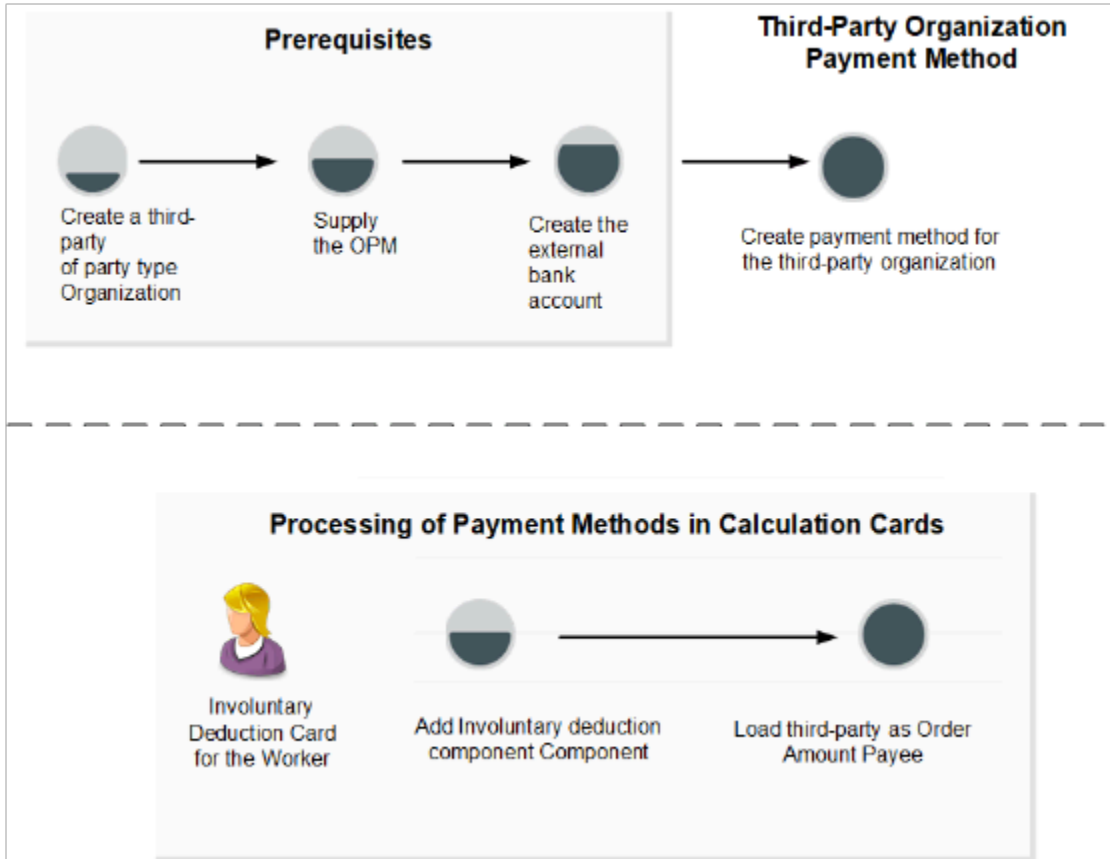 Prerequisites
Third-Party Organization
Payment Method
Create a third-
party
of party type
Organization
Supply
the OPM
Create the
external
bank
account
Create payment method for
the third-party organization
Processing of Payment Methods in Calculation Cards
Involuntary
Deduction Card
for the Worker
Add Involuntary deduction
component Component
Load third-party as Order
Amount Payee